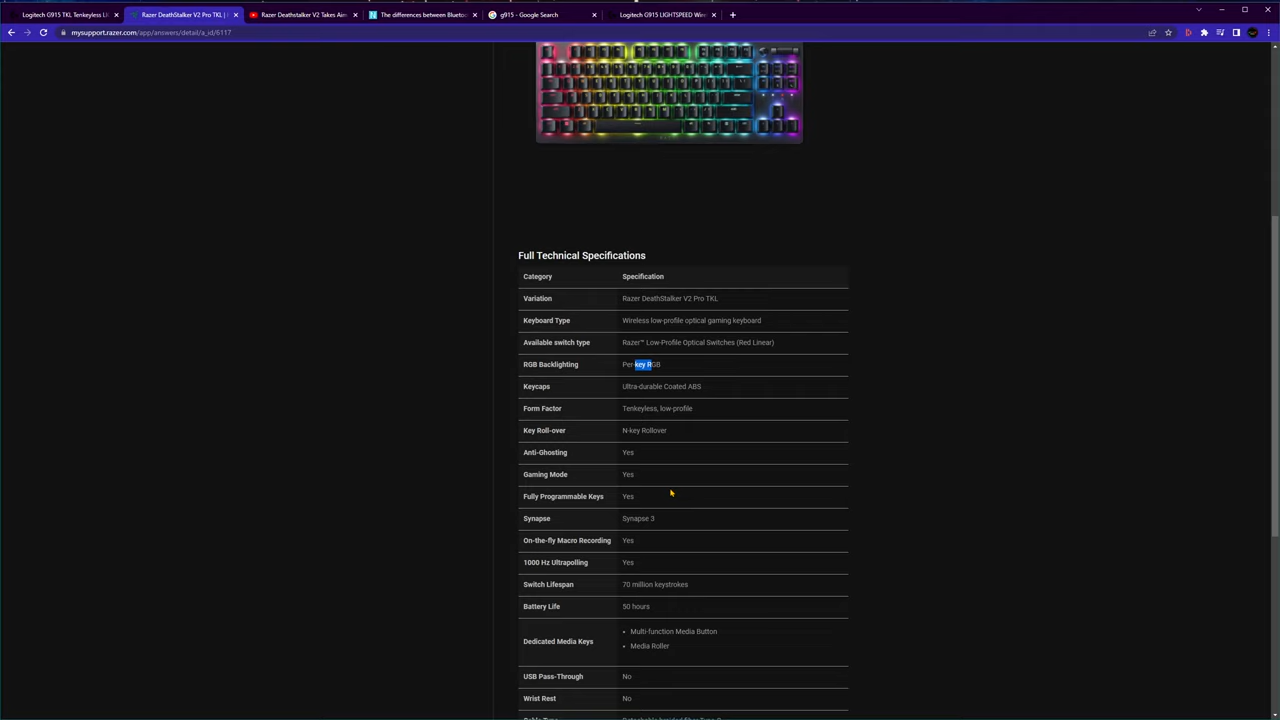 Logitech G915 TKL Tenkeyless Li
Razer DeathStalker V2 Pro TKL |
Razer Deathstalker V2 Takes Aim
The differences between Bluetoo
g915 - Google Search
Logitech G915 LIGHTSPEED Wire
mysupport.razer.com/app/answers/detail/a_id/6117
Full Technical Specifications
Category Specification
Variation Razer DeathStalker V2 Pro TKL
Keyboard Type Wireless low-profile optical gaming keyboard
Available switch type Razer™ Low-Profile Optical Switches (Red Linear)
RGB Backlighting Per-key RGB
Keycaps Ultra-durable Coated ABS
Form Factor Tenkeyless, low-profile
Key Roll-over N-key Rollover
Anti-Ghosting Yes
Gaming Mode Yes
Fully Programmable Keys Yes
Synapse Synapse 3
On-the-fly Macro Recording Yes
1000 Hz Ultrapolling Yes
Switch Lifespan 70 million keystrokes
Battery Life 50 hours
Dedicated Media Keys
• Multi-function Media Button
• Media Roller
USB Pass-Through No
Wrist Rest No